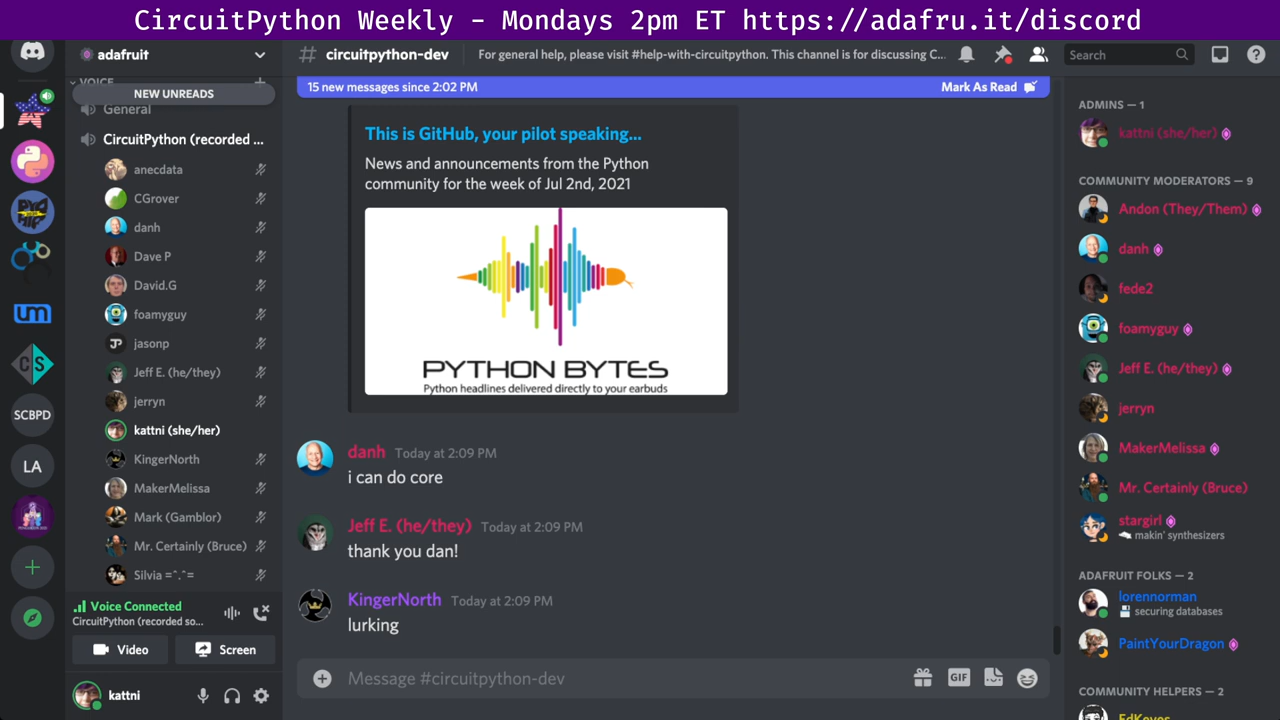 CircuitPython Weekly - Mondays 2pm ET https://adafru.it/discord
adafruit
VOICE
NEW UNREADS
General
CircuitPython (recorded ...
anecdata
CGrover
danh
Dave P
David.G
foamyguy
jasonp
Jeff E. (he/they)
jerryn
kattni (she/her)
KingerNorth
MakerMelissa
Mark (Gamblor)
Mr. Certainly (Bruce)
Silvia =^.^=
Voice Connected
CircuitPython (recorded so...
Video
Screen
kattni
um
CS
SCBPD
LA
# circuitpython-dev
For general help, please visit #help-with-circuitpython. This channel is for discussing C...
Search
15 new messages since 2:02 PM
Mark As Read
This is GitHub, your pilot speaking...
News and announcements from the Python
community for the week of Jul 2nd, 2021
PYTHON BYTES
Python headlines delivered directly to your earbuds
danh Today at 2:09 PM
i can do core
Jeff E. (he/they) Today at 2:09 PM
thank you dan!
KingerNorth Today at 2:09 PM
lurking
Message #circuitpython-dev
GIF
ADMINS — 1
kattni (she/her)
COMMUNITY MODERATORS — 9
Andon (They/Them)
danh
fede2
foamyguy
Jeff E. (he/they)
jerryn
MakerMelissa
Mr. Certainly (Bruce)
stargirl
makin' synthesizers
ADAFRUIT FOLKS — 2
lorennorman
securing databases
PaintYourDragon
COMMUNITY HELPERS — 2
EdKeyes